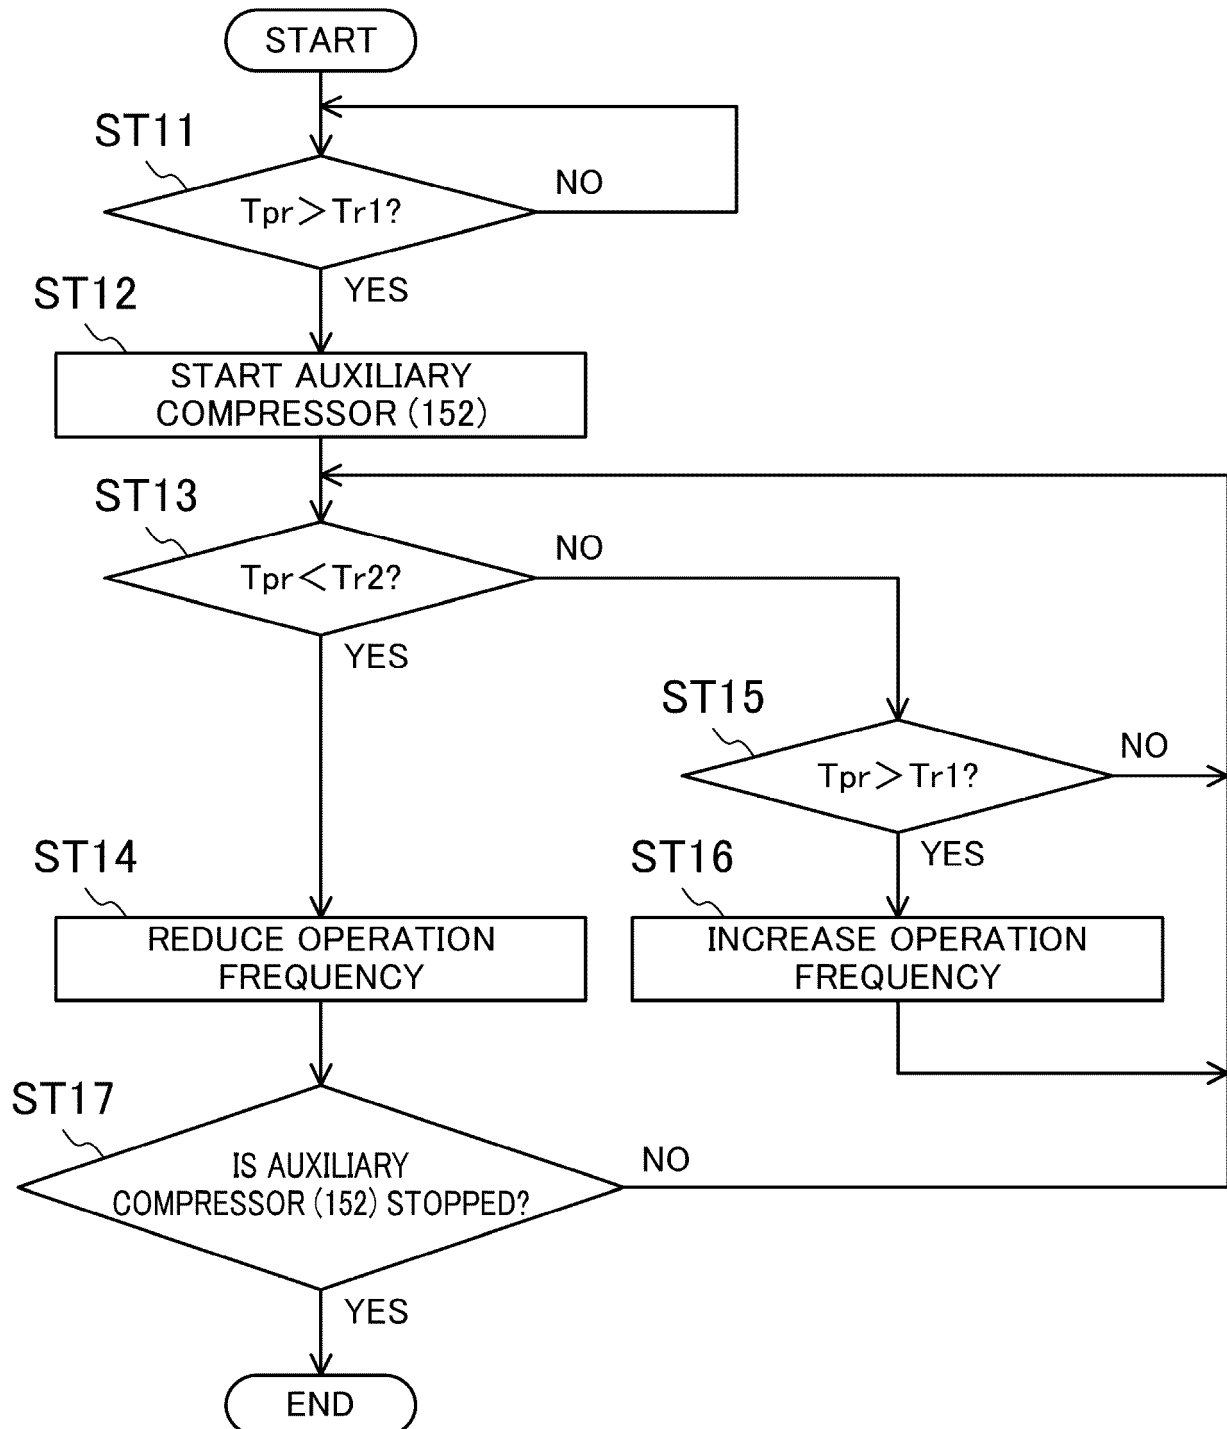 START
ST11
Tpr>Tr1?
NO
YES
ST12
START AUXILIARY
COMPRESSOR (152)
ST13
Tpr<Tr2?
NO
YES
ST15
Tpr>Tr1?
NO
YES
ST14
REDUCE OPERATION
FREQUENCY
ST16
INCREASE OPERATION
FREQUENCY
ST17
IS AUXILIARY
COMPRESSOR (152) STOPPED?
NO
YES
END